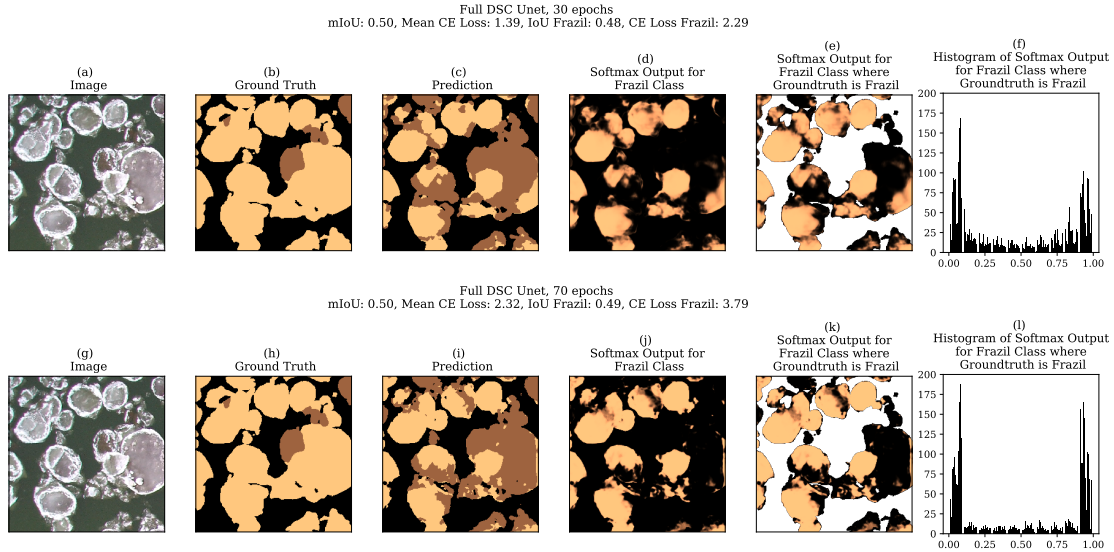 Full DSC Unet, 30 epochs
mIoU: 0.50, Mean CE Loss: 1.39, IoU Frazil: 0.48, CE Loss Frazil: 2.29
(a)
Image
(b)
Ground Truth
(c)
Prediction
(d)
Softmax Output for
Frazil Class
(e)
Softmax Output for
Frazil Class where
Groundtruth is Frazil
(f)
Histogram of Softmax Output
for Frazil Class where
Groundtruth is Frazil
200
175
150
125
100
75
50
25
0
0.00 0.25 0.50 0.75 1.00
Full DSC Unet, 70 epochs
mIoU: 0.50, Mean CE Loss: 2.32, IoU Frazil: 0.49, CE Loss Frazil: 3.79
(g)
Image
(h)
Ground Truth
(i)
Prediction
(j)
Softmax Output for
Frazil Class
(k)
Softmax Output for
Frazil Class where
Groundtruth is Frazil
(l)
Histogram of Softmax Output
for Frazil Class where
Groundtruth is Frazil
200
175
150
125
100
75
50
25
0
0.00 0.25 0.50 0.75 1.00